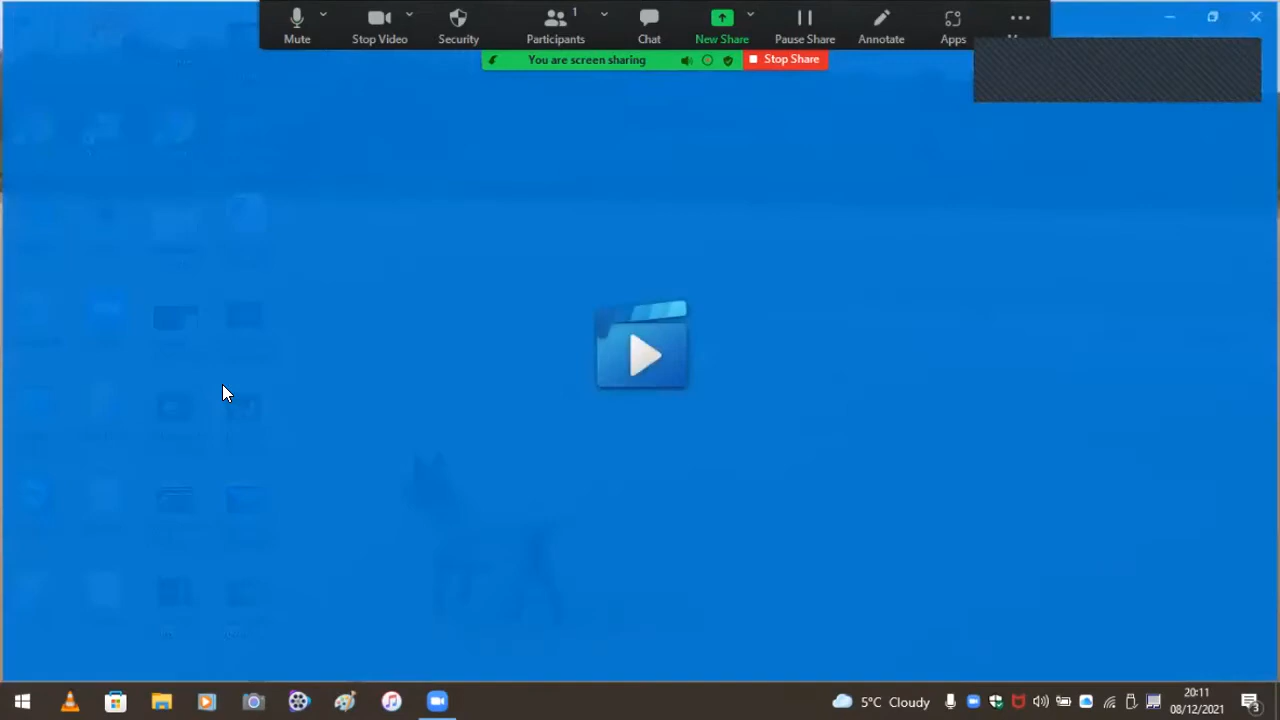 Mute
Stop Video
Security
1
Participants
Chat
New Share
Pause Share
Annotate
Apps
You are screen sharing
Stop Share
5°C Cloudy
20:11
08/12/2021
3